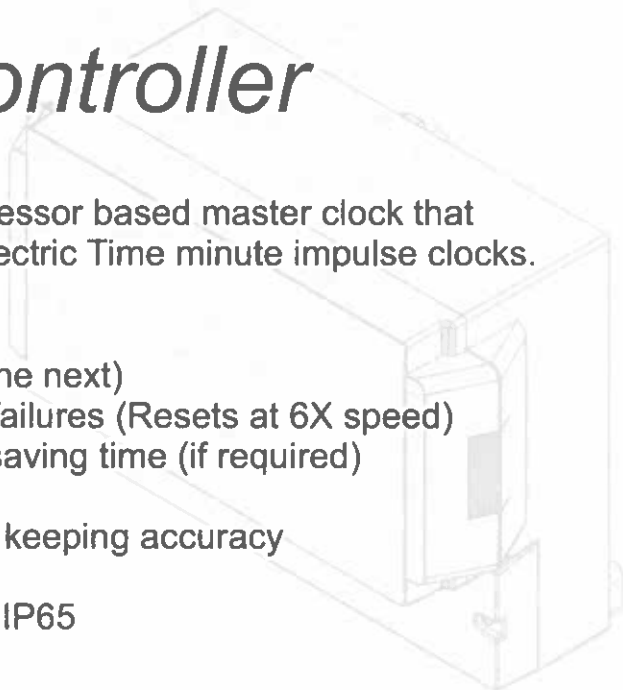 ontroller
essor based master clock that
ectric Time minute impulse clocks.
he next)
ailures (Resets at 6X speed)
saving time (if required)
keeping accuracy
IP65